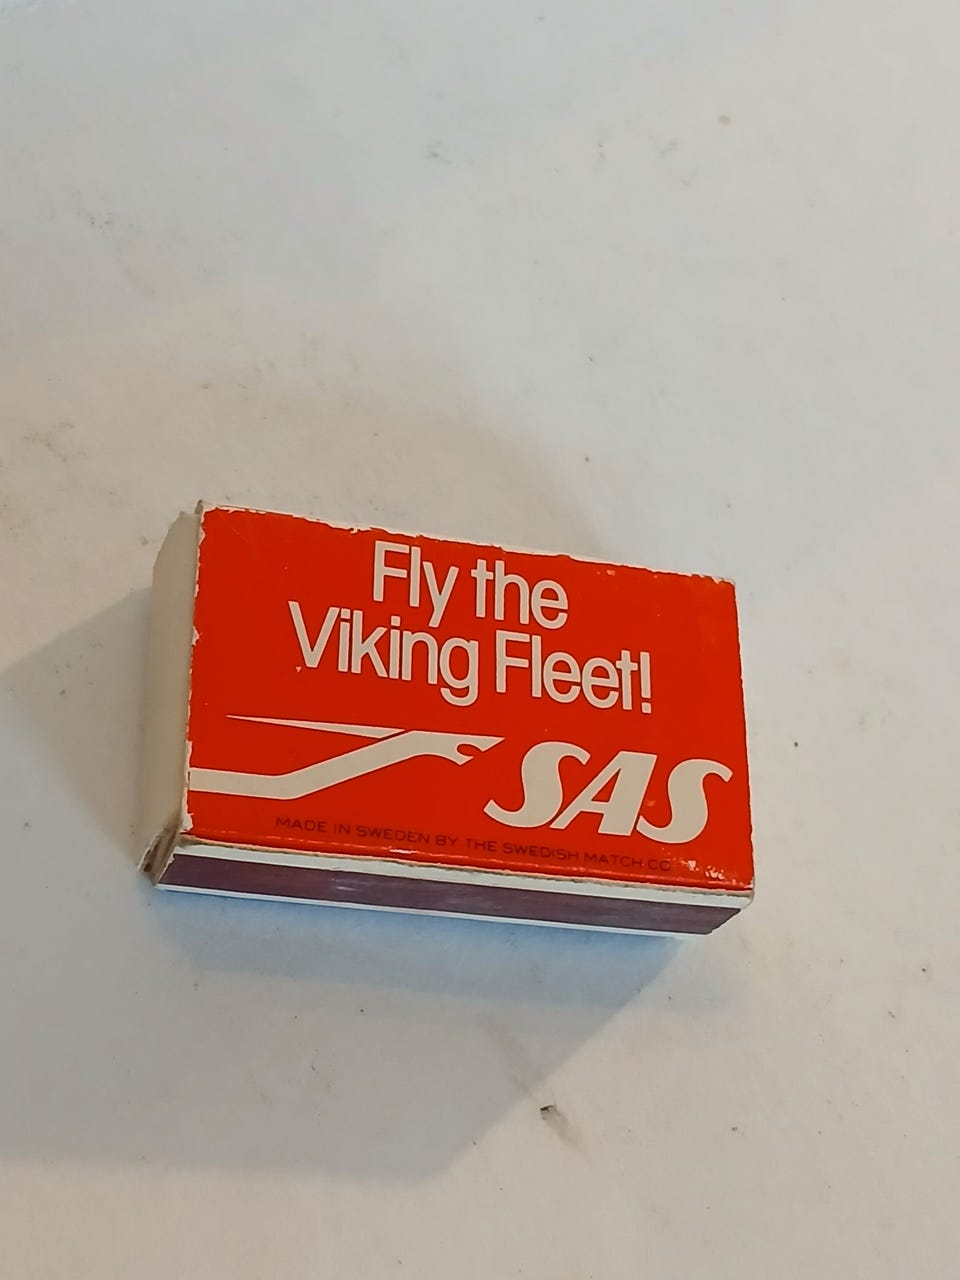 Fly the
Viking Fleet!
SAS
MADE IN SWEDEN BY THE SWEDISH MATCH CO